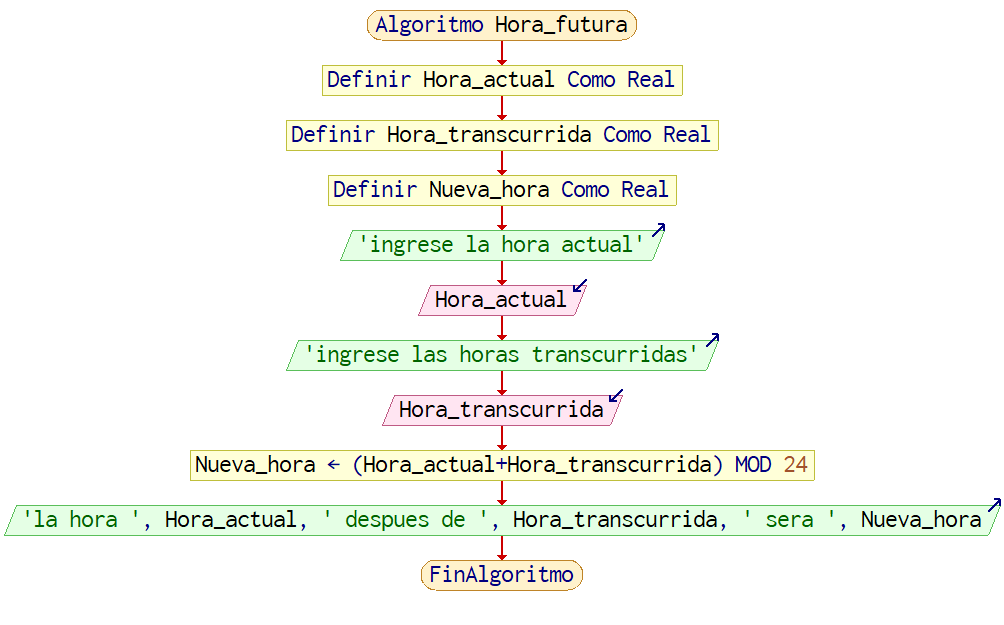 Algoritmo Hora_futura
Definir Hora_actual Como Real
Definir Hora_transcurrida Como Real
Definir Nueva_hora Como Real
'ingrese la hora actual'
Hora_actual
'ingrese las horas transcurridas'
Hora_transcurrida
Nueva_hora ← (Hora_actual+Hora_transcurrida) MOD 24
'la hora ', Hora_actual, ' despues de ', Hora_transcurrida, ' sera ', Nueva_hora
FinAlgoritmo